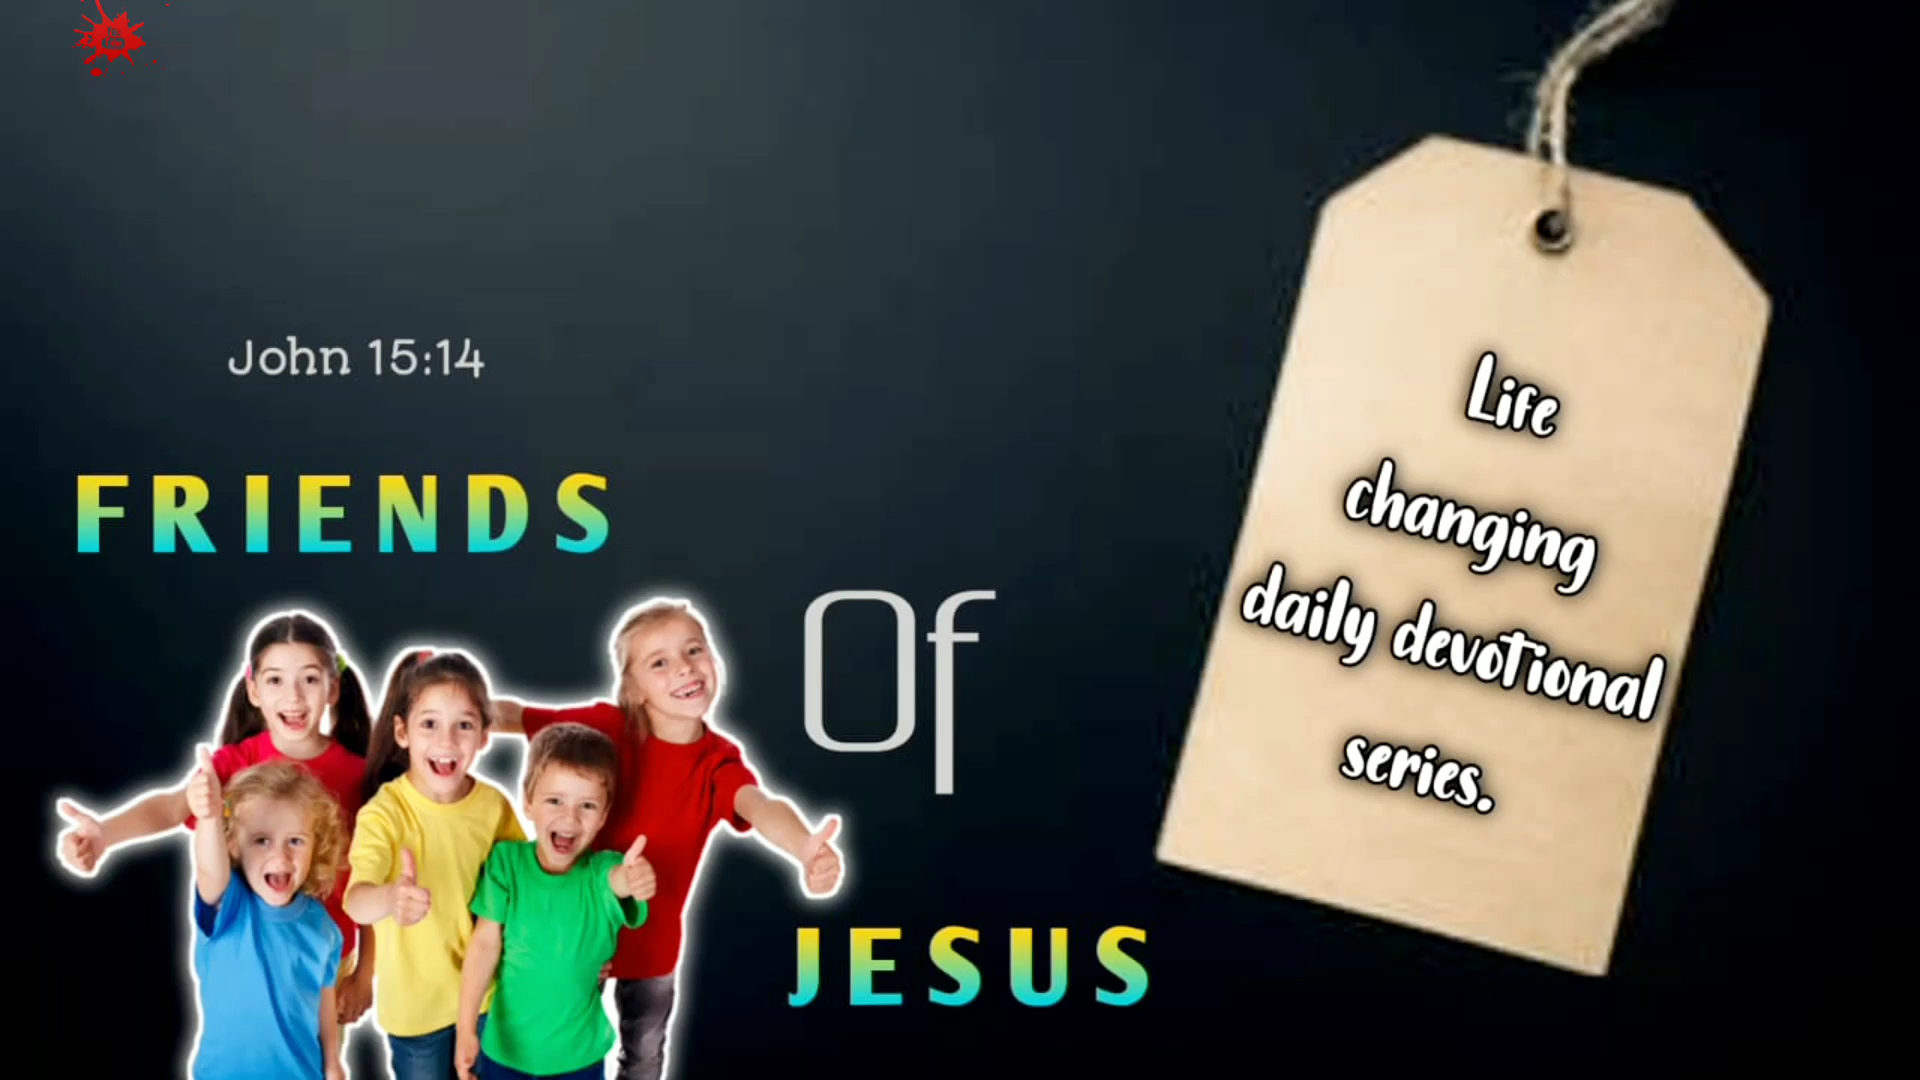 John 15:14
FRIENDS
Of
JESUS
Life
changing
daily devotional
series.